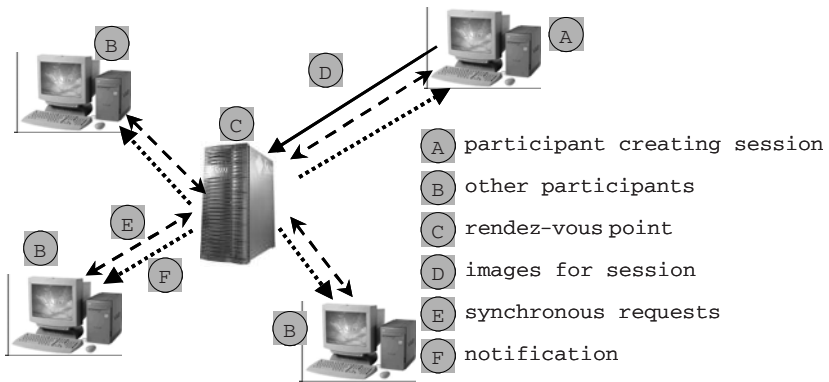 B
D
A
C
A participant creating session
B other participants
C rendez-vous point
D images for session
E synchronous requests
F notification
B
E
F
B